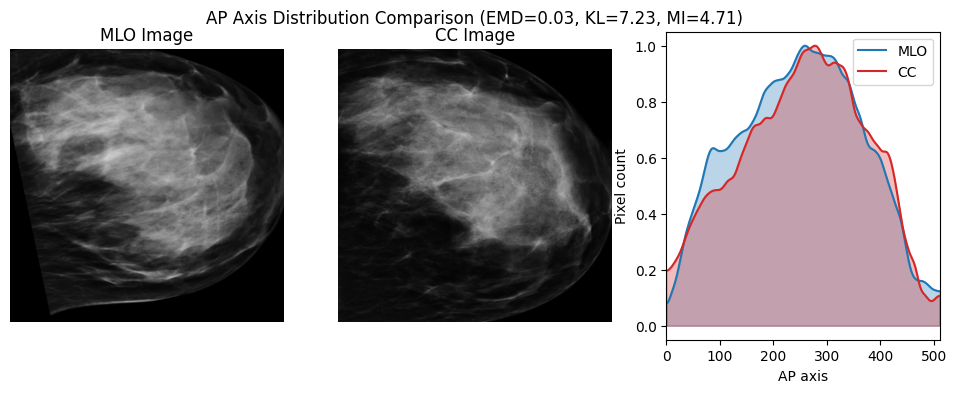 AP Axis Distribution Comparison (EMD=0.03, KL=7.23, MI=4.71)
MLO Image
CC Image
MLO
CC
Pixel count
1.0
0.8
0.6
0.4
0.2
0.0
0 100 200 300 400 500
AP axis